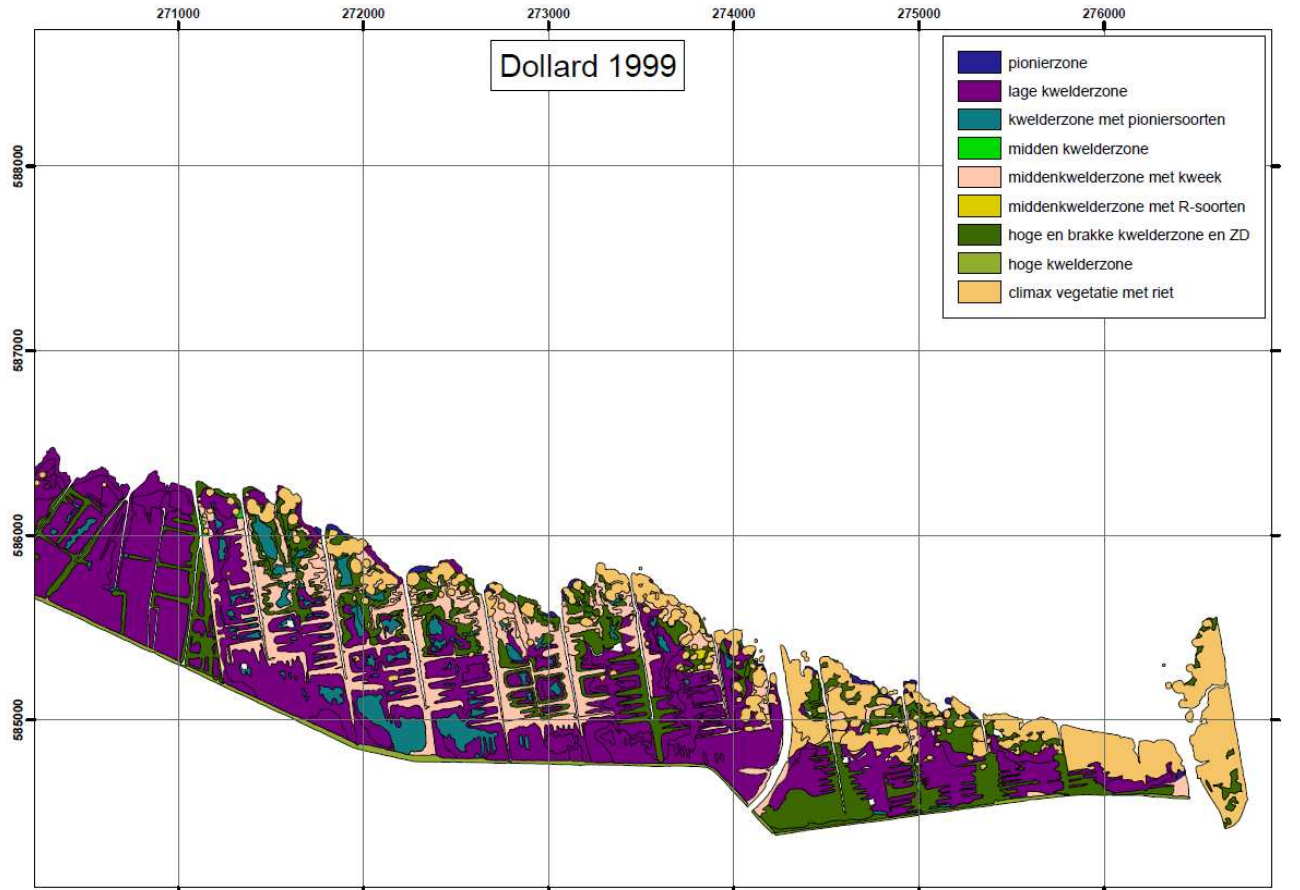 271000 272000 273000 274000 275000 276000
Dollard 1999
pionierzone
lage kwelderzone
kwelderzone met pioniersoorten
midden kwelderzone
middenkwelderzone met kweek
middenkwelderzone met R-soorten
hoge en brakke kwelderzone en ZD
hoge kwelderzone
climax vegetatie met riet
588000
587000
586000
585000